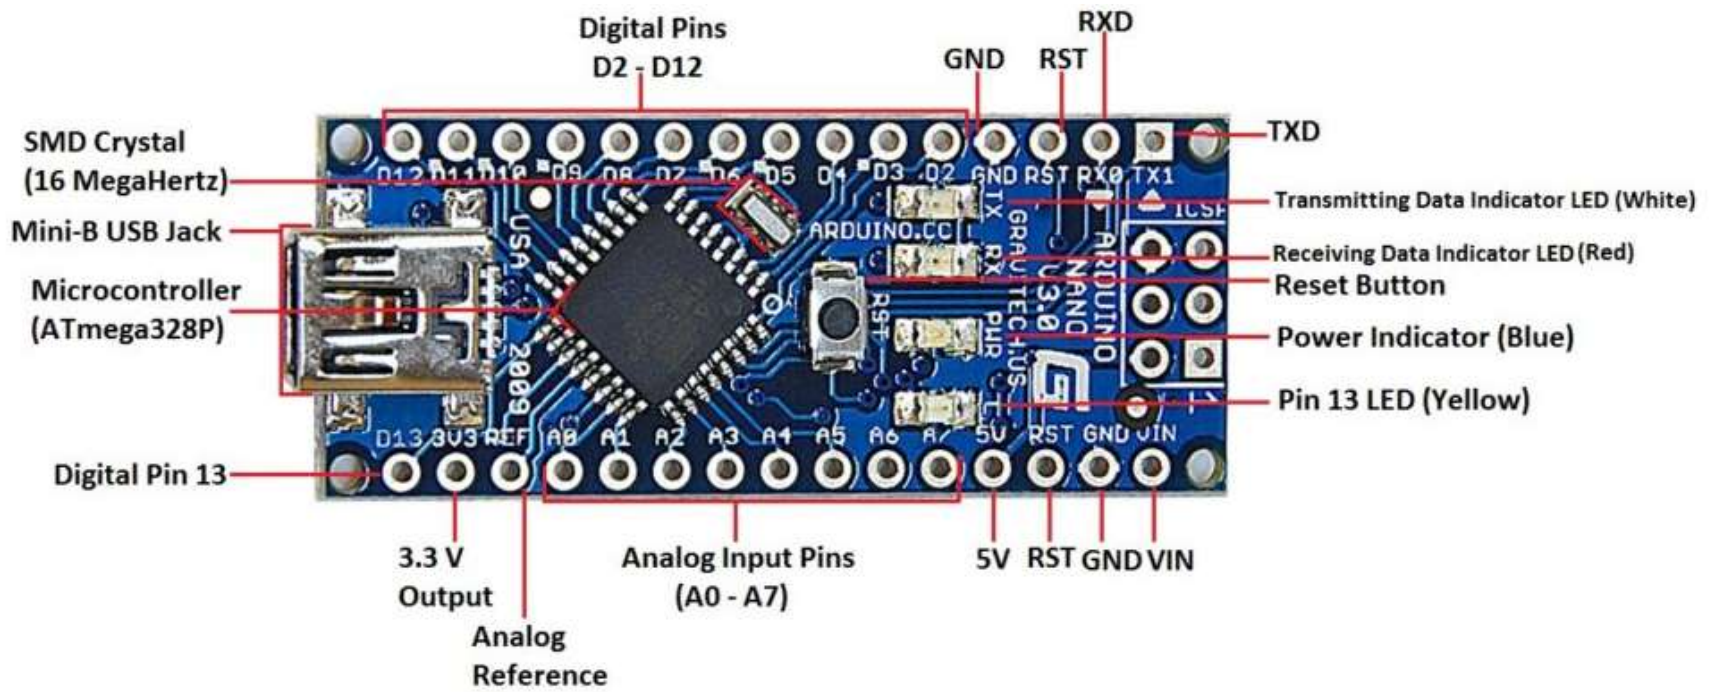 Digital Pins
D2 - D12
GND
RST
RXD
TXD
SMD Crystal
(16 MegaHertz)
Mini-B USB Jack
Microcontroller
(ATmega328P)
Digital Pin 13
3.3 V
Output
Analog
Reference
Analog Input Pins
(A0 - A7)
5V
RST
GND
VIN
Transmitting Data Indicator LED (White)
Receiving Data Indicator LED (Red)
Reset Button
Power Indicator (Blue)
Pin 13 LED (Yellow)
D12 D11 D10 D9 D8 D7 D6 D5 D4 D3 D2 GND RST RX0 TX1
ICSP
USA
2009
ARDUINO.CC
RST
TX
RX
PWR
L
GRAVITECH.US
ARDUINO
NANO
V3.0
G
1
D13 3V3 REF A0 A1 A2 A3 A4 A5 A6 A7 5V RST GND VIN